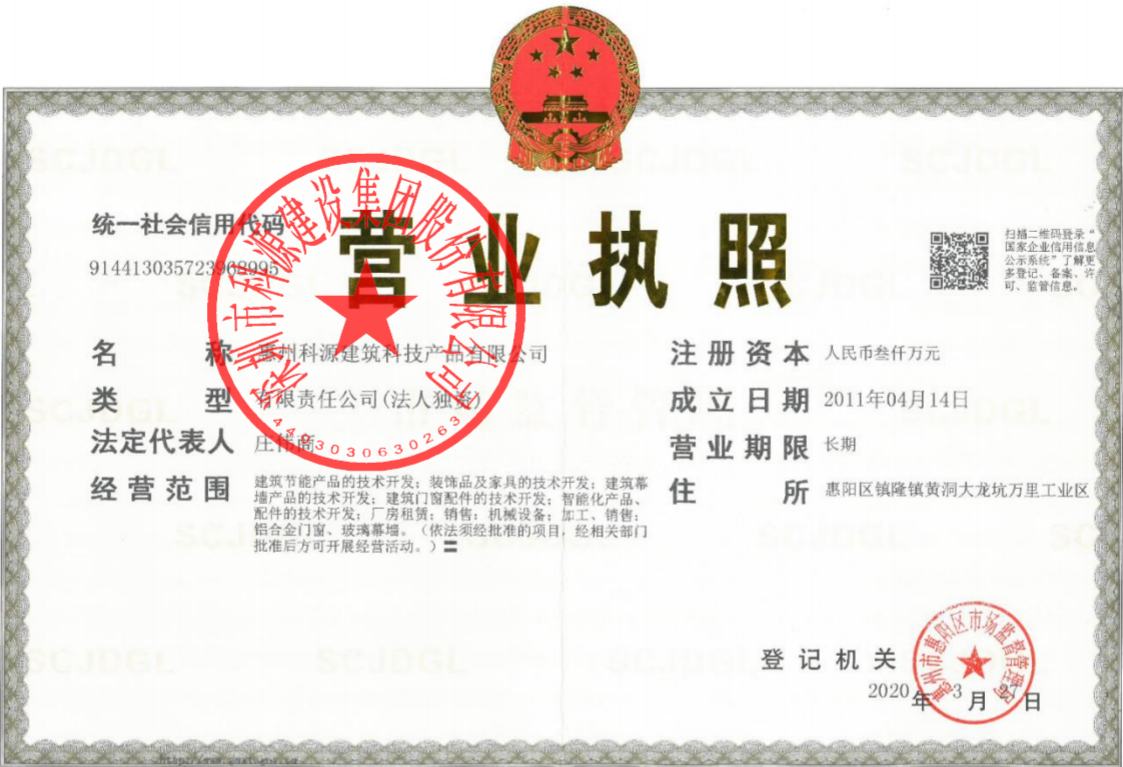 营业执照
统一社会信用代码
914413035723968995
扫描二维码登录“
国家企业信用信息
公示系统”了解更
多登记、备案、许
可、监管信息。
名称 惠州科源建筑科技产品有限公司
类型 有限责任公司(法人独资)
法定代表人 庄伟南
经营范围 建筑节能产品的技术开发；装饰品及家具的技术开发；建筑幕
墙产品的技术开发；建筑门窗配件的技术开发；智能化产品、
配件的技术开发；厂房租赁；销售：机械设备；加工、销售：
铝合金门窗、玻璃幕墙。（依法须经批准的项目，经相关部门
批准后方可开展经营活动。）〓
注册资本 人民币叁仟万元
成立日期 2011年04月14日
营业期限 长期
住所 惠阳区镇隆镇黄洞大龙坑万里工业区
深圳市科源建设集团股份有限公司
4403030630263
登记机关
惠州市惠阳区市场监督管理局
2020年3月27日
SCJDGL